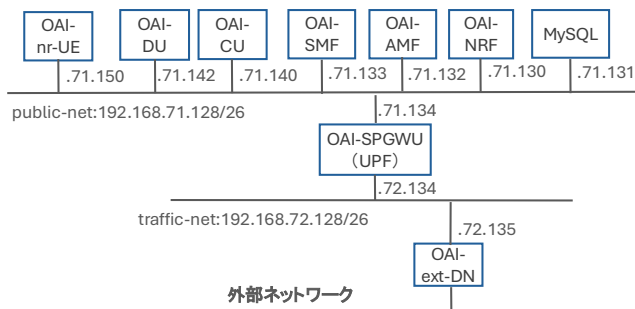 OAI-
nr-UE
OAI-
DU
OAI-
CU
OAI-
SMF
OAI-
AMF
OAI-
NRF
MySQL
.71.150
.71.142
.71.140
.71.133
.71.132
.71.130
.71.131
public-net:192.168.71.128/26
.71.134
OAI-SPGWU
（UPF）
.72.134
traffic-net:192.168.72.128/26
.72.135
OAI-
ext-DN
外部ネットワーク